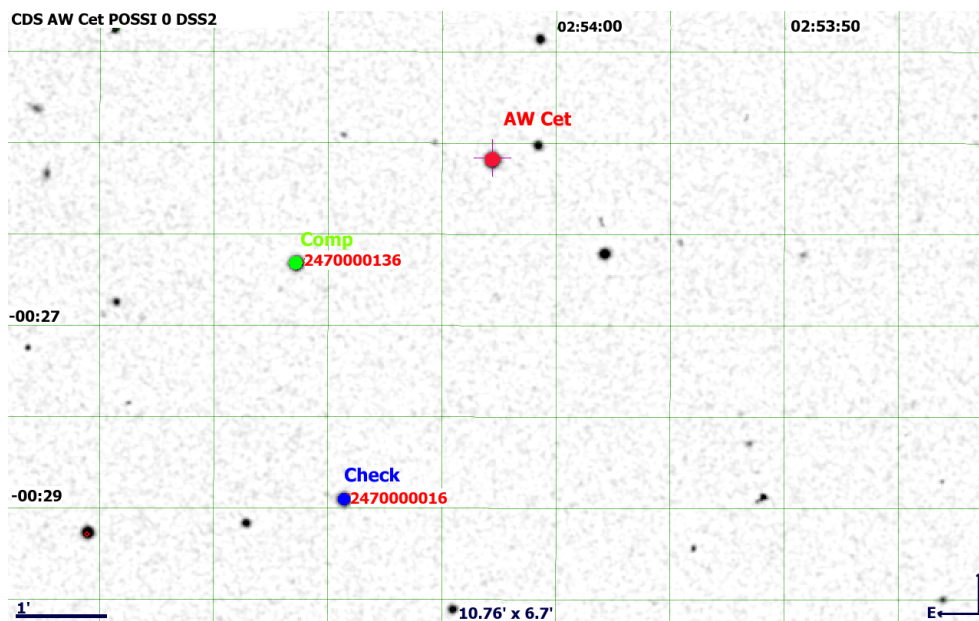 CDS AW Cet POSSI 0 DSS2
02:54:00
02:53:50
AW Cet
Comp
2470000136
-00:27
Check
-00:29
2470000016
1'
10.76' x 6.7'
E